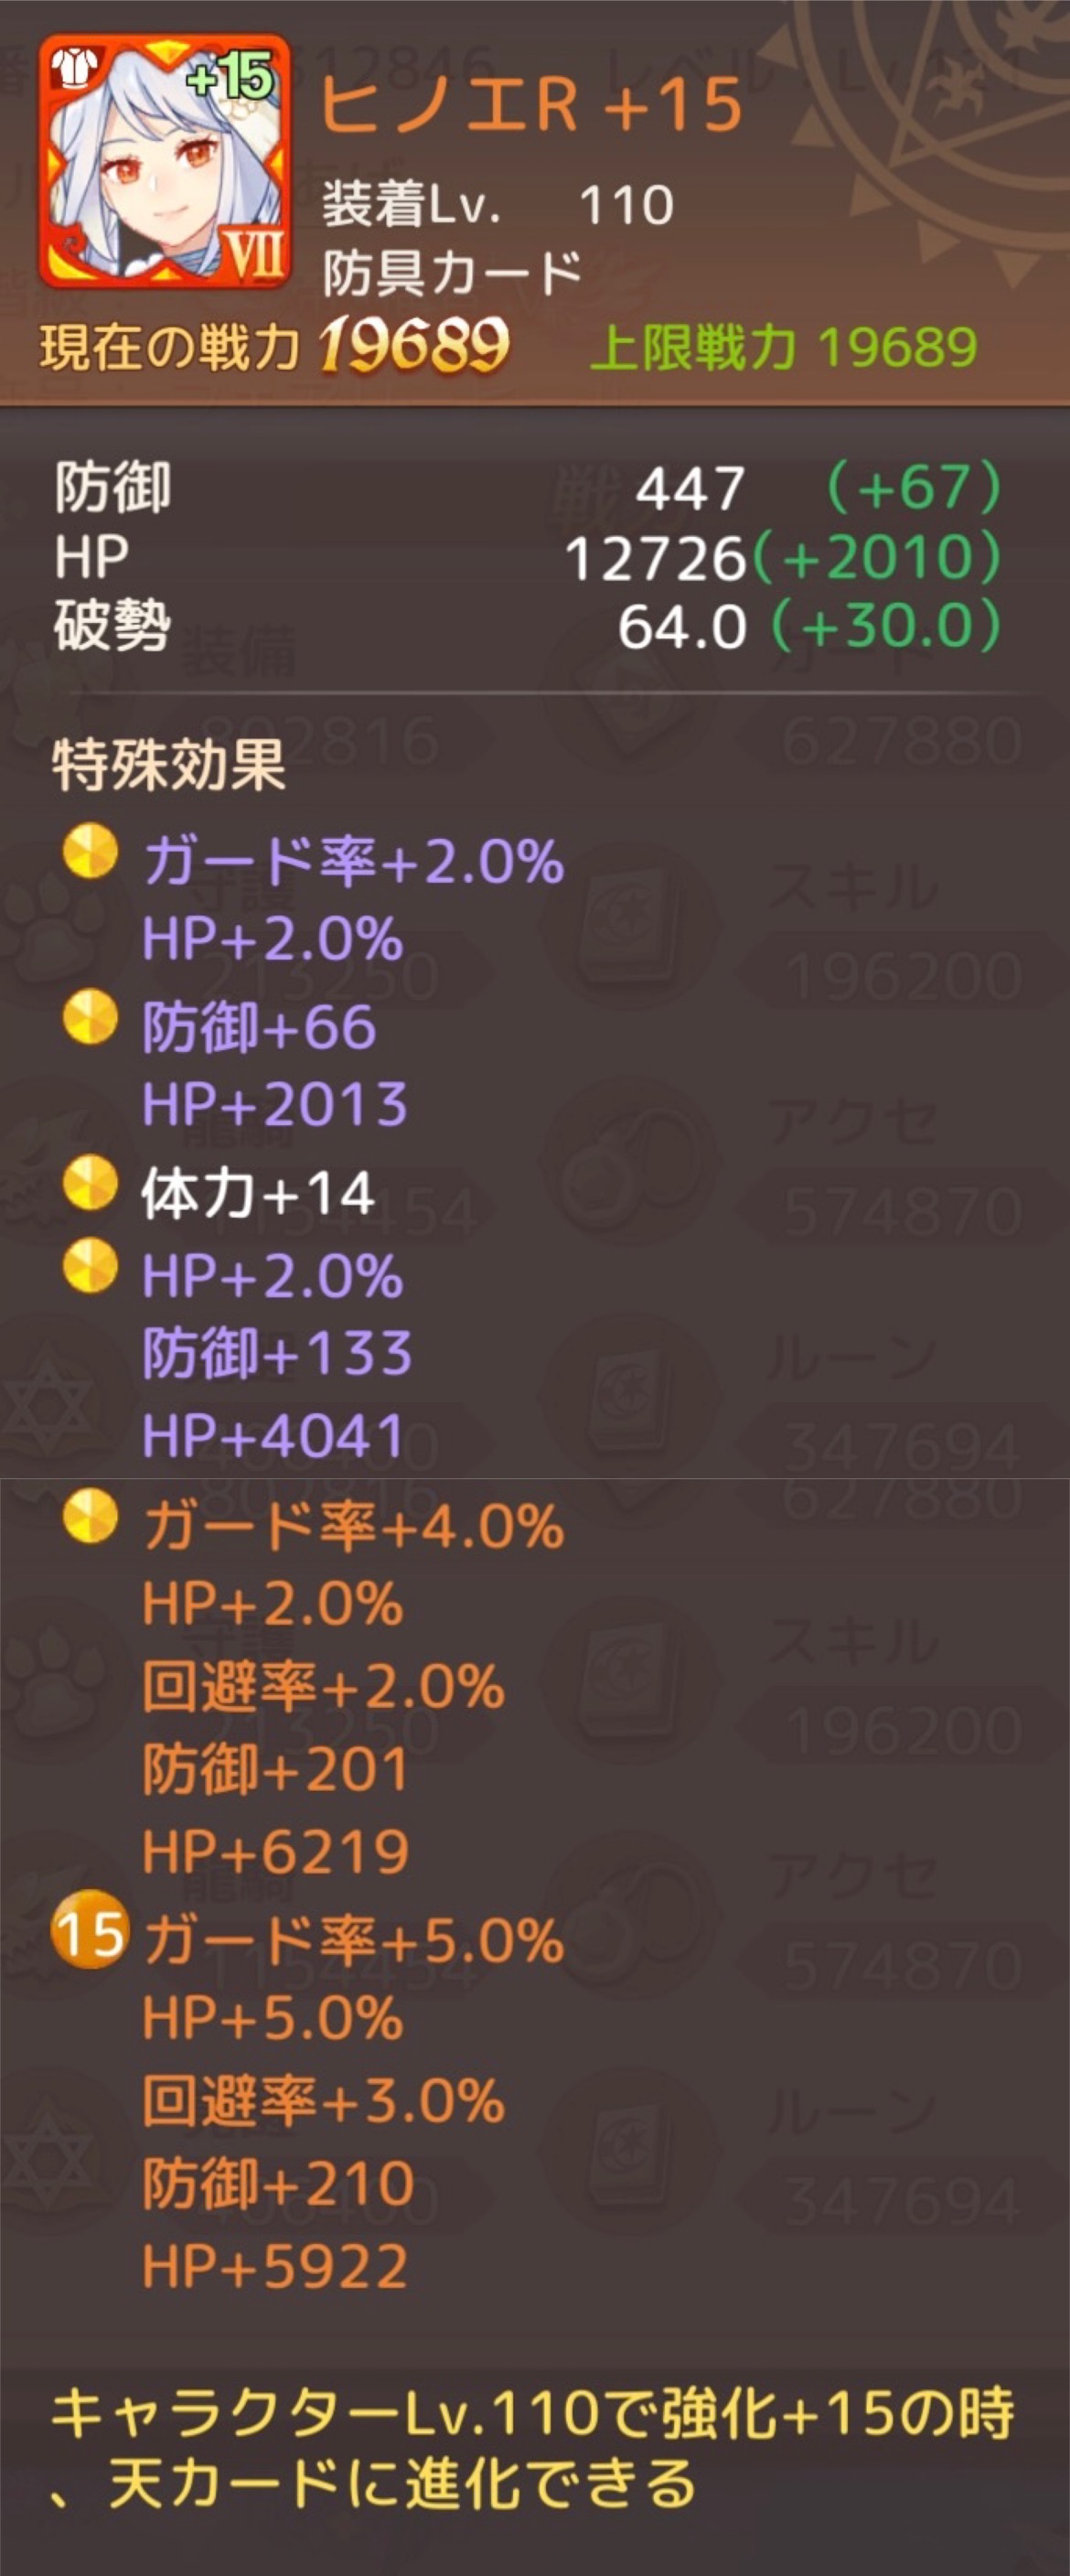 +15
VII
ヒノエR +15
装着Lv. 110
防具カード
現在の戦力 19689 上限戦力 19689
防御 447 (+67)
HP 12726(+2010)
破勢 64.0 (+30.0)
特殊効果
ガード率+2.0%
HP+2.0%
防御+66
HP+2013
体力+14
HP+2.0%
防御+133
HP+4041
ガード率+4.0%
HP+2.0%
回避率+2.0%
防御+201
HP+6219
15 ガード率+5.0%
HP+5.0%
回避率+3.0%
防御+210
HP+5922
キャラクターLv.110で強化+15の時
、天カードに進化できる